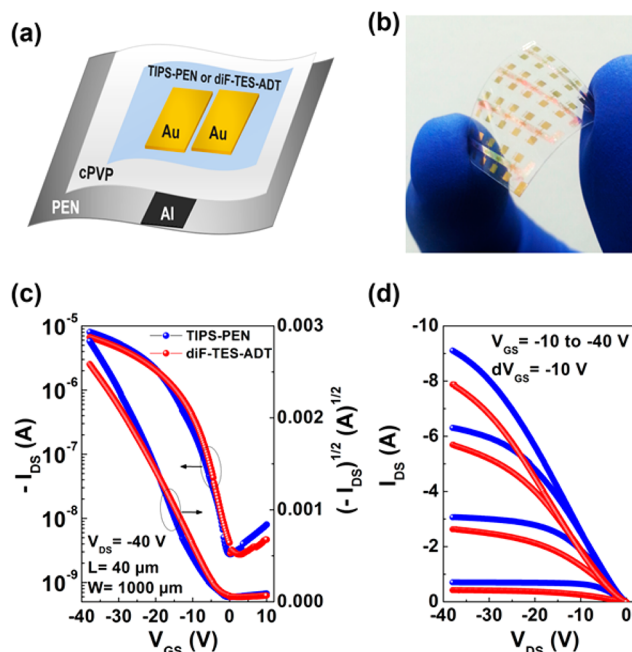 (a)
TIPS-PEN or diF-TES-ADT
Au Au
cPVP
PEN
Al
(b)
(c)
TIPS-PEN
diF-TES-ADT
10⁻⁵
10⁻⁶
10⁻⁷
10⁻⁸
10⁻⁹
- I_DS (A)
0.003
0.002
0.001
0.000
(- I_DS)^1/2 (A)^1/2
V_DS= -40 V
L= 40 µm
W= 1000 µm
-40 -30 -20 -10 0 10
V_GS (V)
(d)
V_GS= -10 to -40 V
dV_GS= -10 V
-10
-8
-6
-4
-2
0
I_DS (A)
-40 -30 -20 -10 0
V_DS (V)